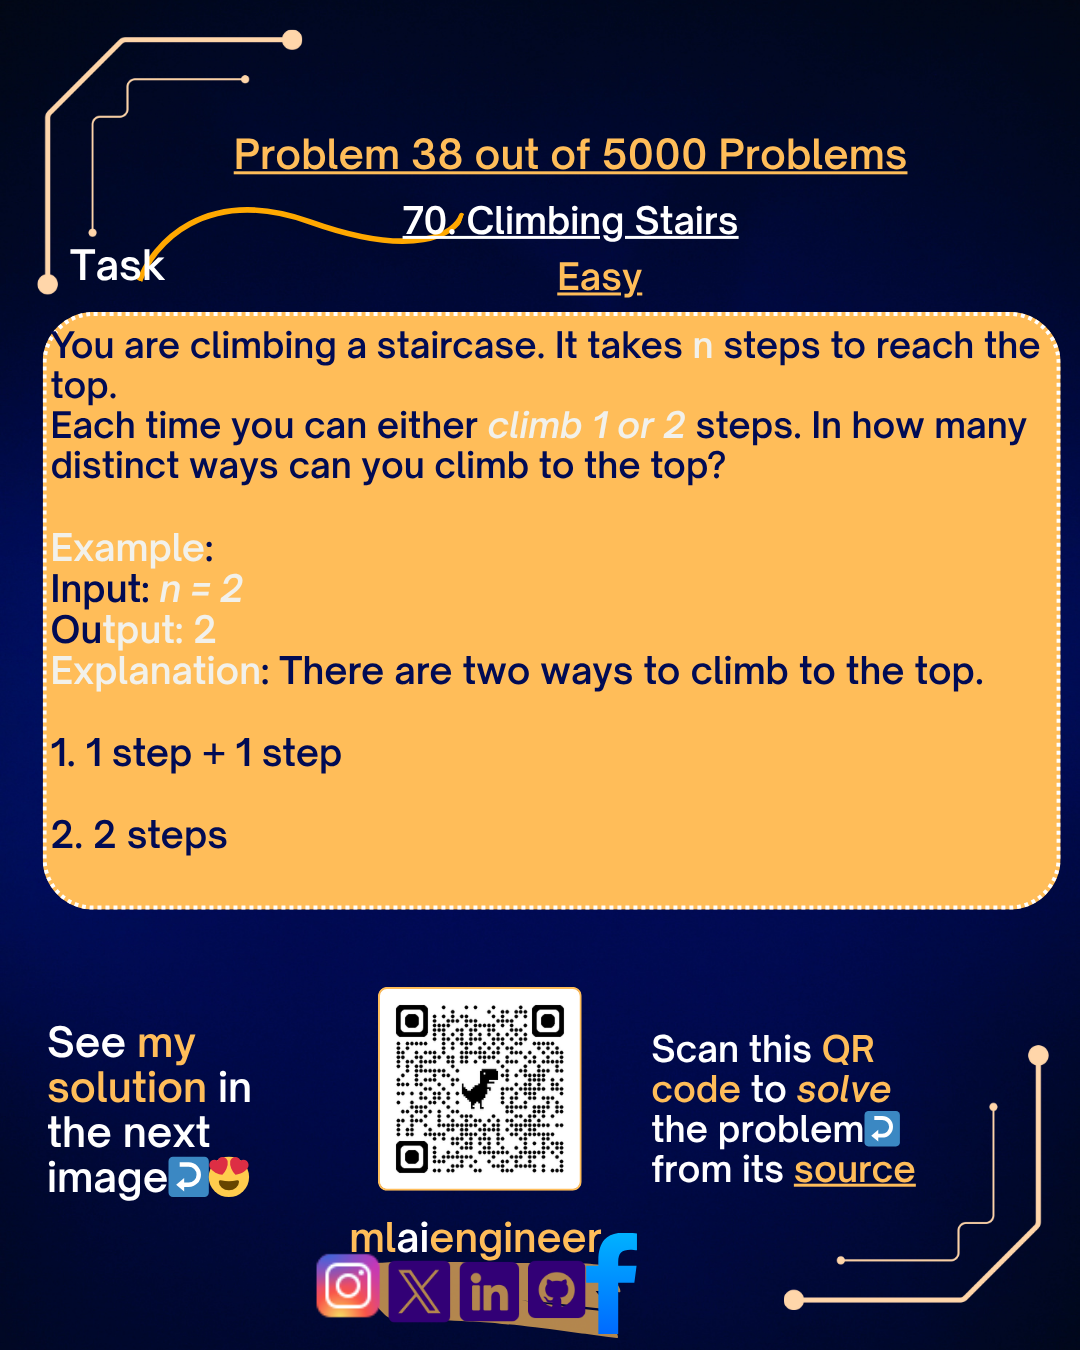 Problem 38 out of 5000 Problems
70. Climbing Stairs
Task
Easy
You are climbing a staircase. It takes n steps to reach the
top.
Each time you can either climb 1 or 2 steps. In how many
distinct ways can you climb to the top?
Example:
Input: n = 2
Output: 2
Explanation: There are two ways to climb to the top.
1. 1 step + 1 step
2. 2 steps
See my
solution in
the next
image
Scan this QR
code to solve
the problem
from its source
mlaiengineer